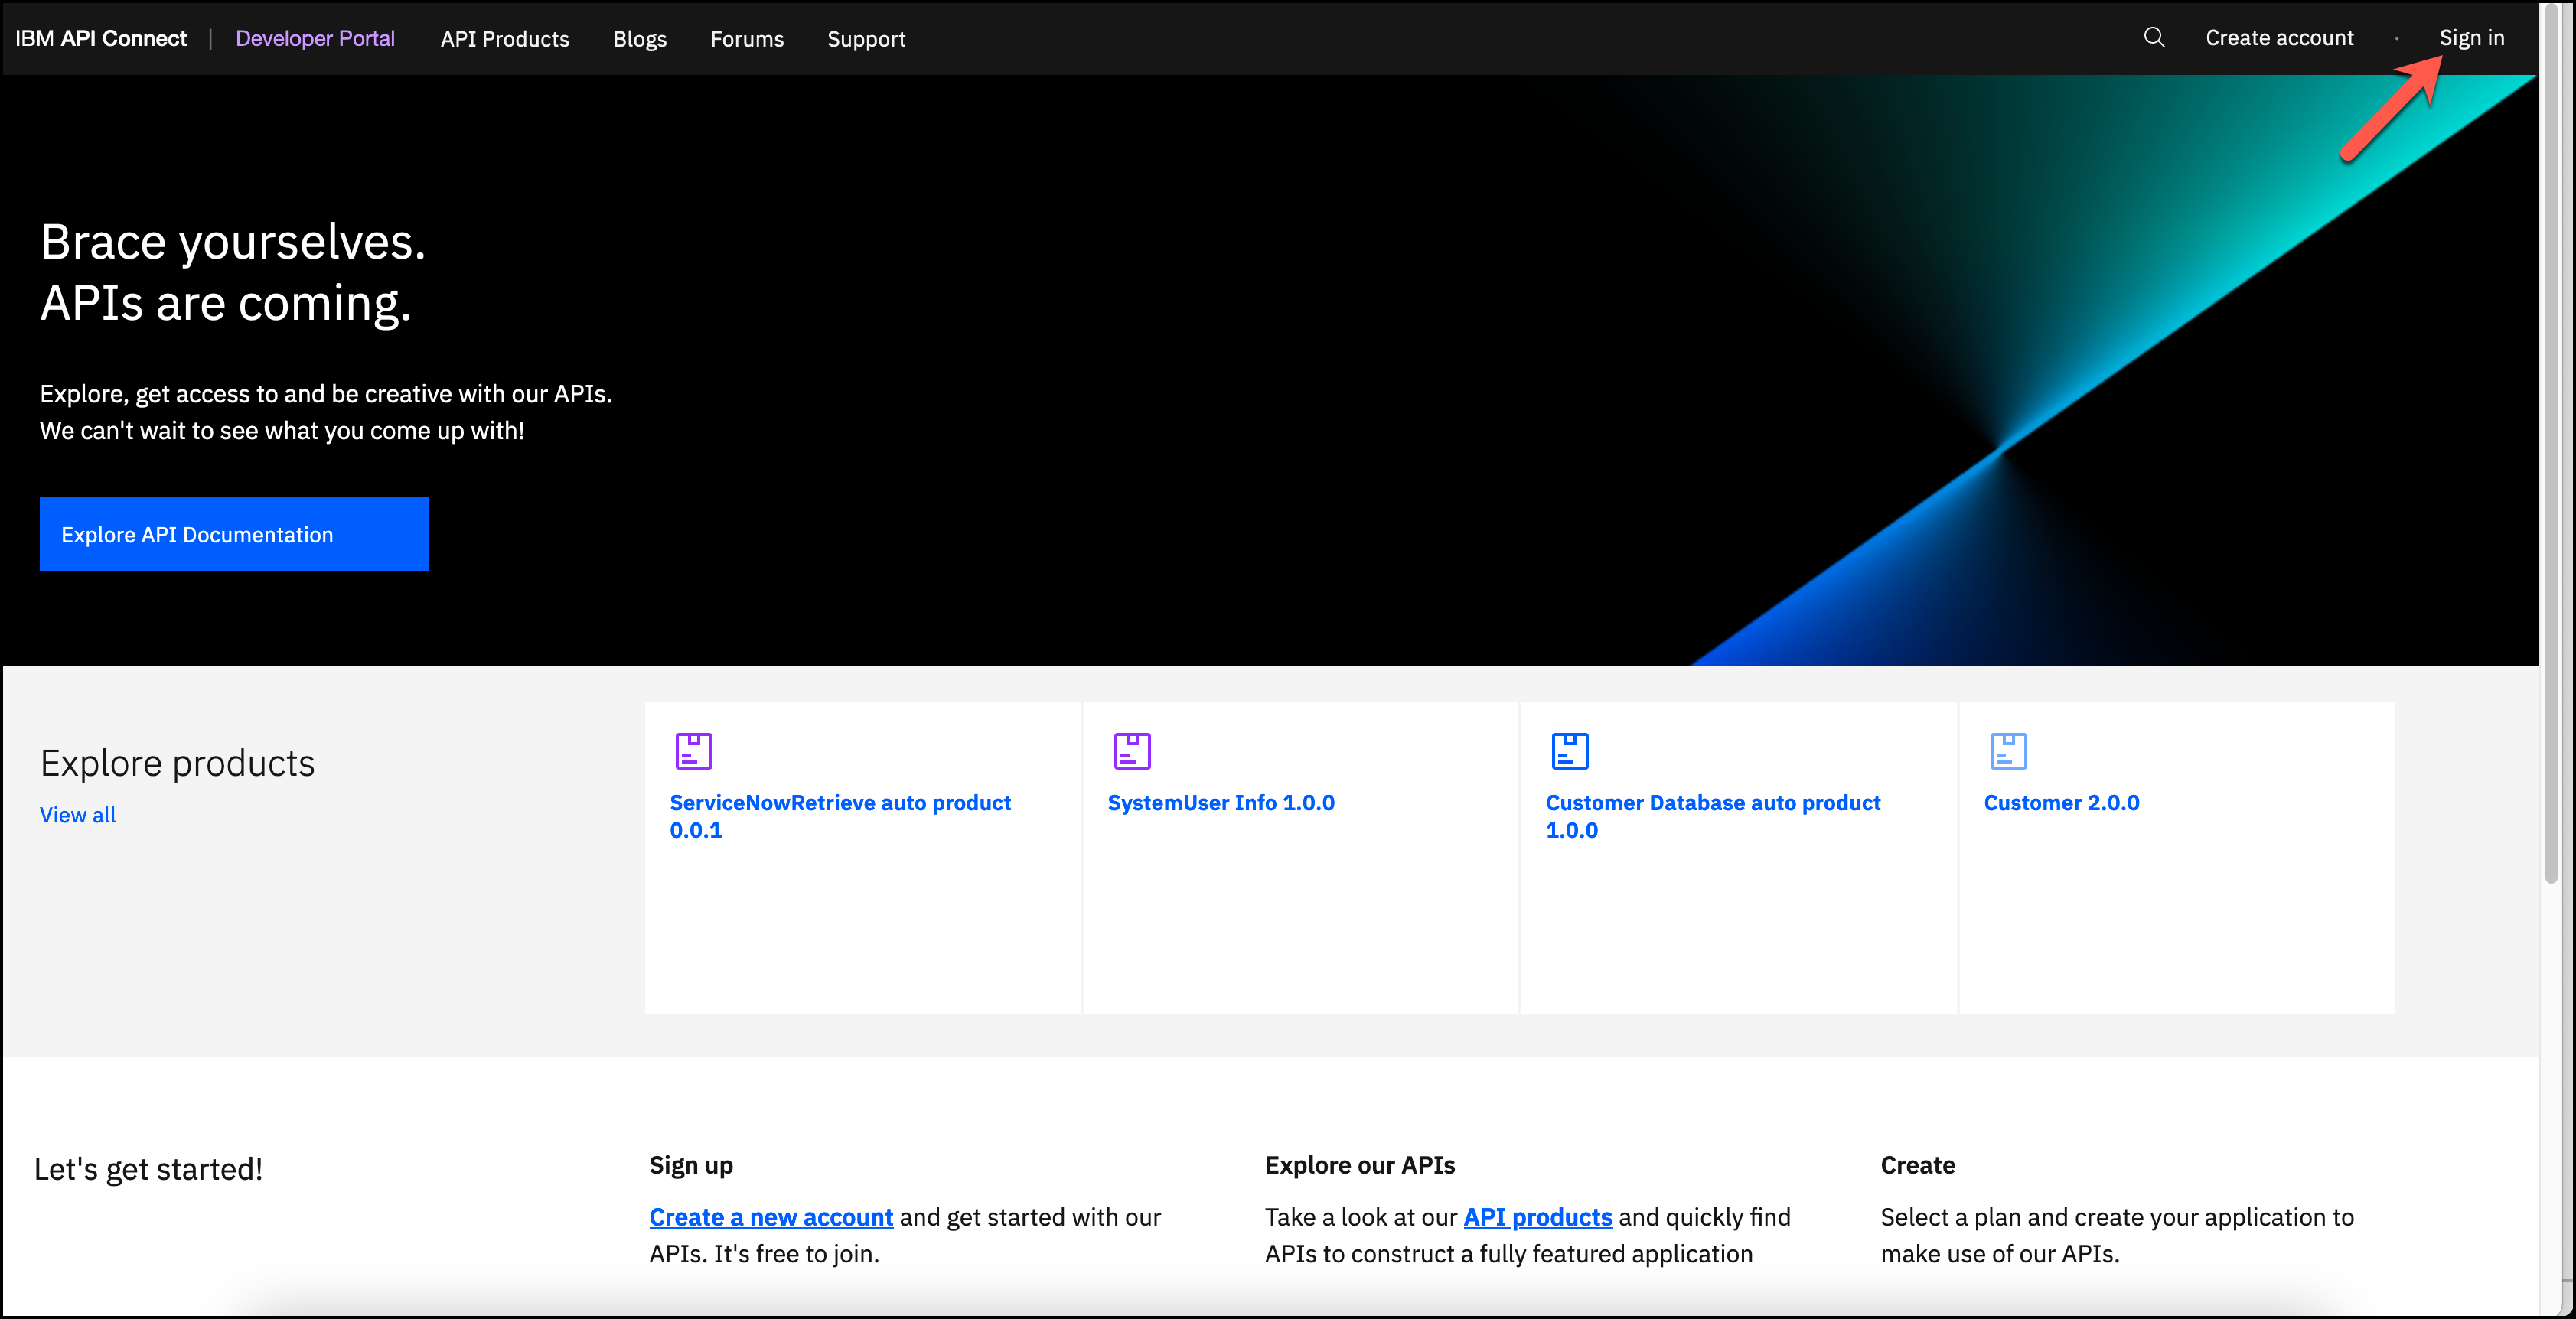 IBM API Connect | Developer Portal API Products Blogs Forums Support Create account · Sign in
Brace yourselves.
APIs are coming.
Explore, get access to and be creative with our APIs.
We can't wait to see what you come up with!
Explore API Documentation
Explore products
View all
ServiceNowRetrieve auto product
0.0.1
SystemUser Info 1.0.0
Customer Database auto product
1.0.0
Customer 2.0.0
Let's get started!
Sign up
Create a new account and get started with our
APIs. It's free to join.
Explore our APIs
Take a look at our API products and quickly find
APIs to construct a fully featured application
Create
Select a plan and create your application to
make use of our APIs.